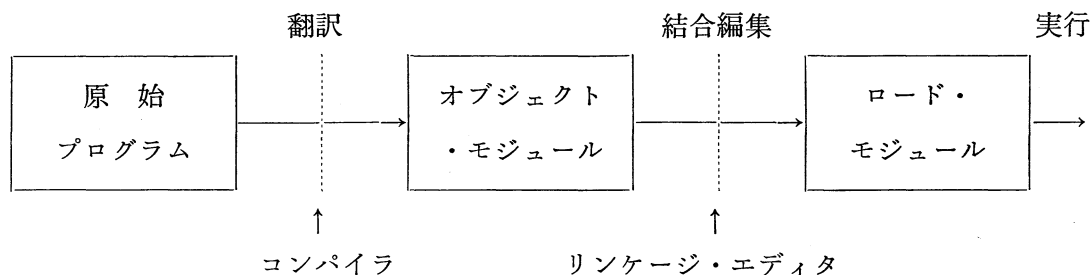 翻訳
結合編集
実行
原 始
プログラム
オブジェクト
・モジュール
ロード・
モジュール
コンパイラ
リンケージ・エディタ